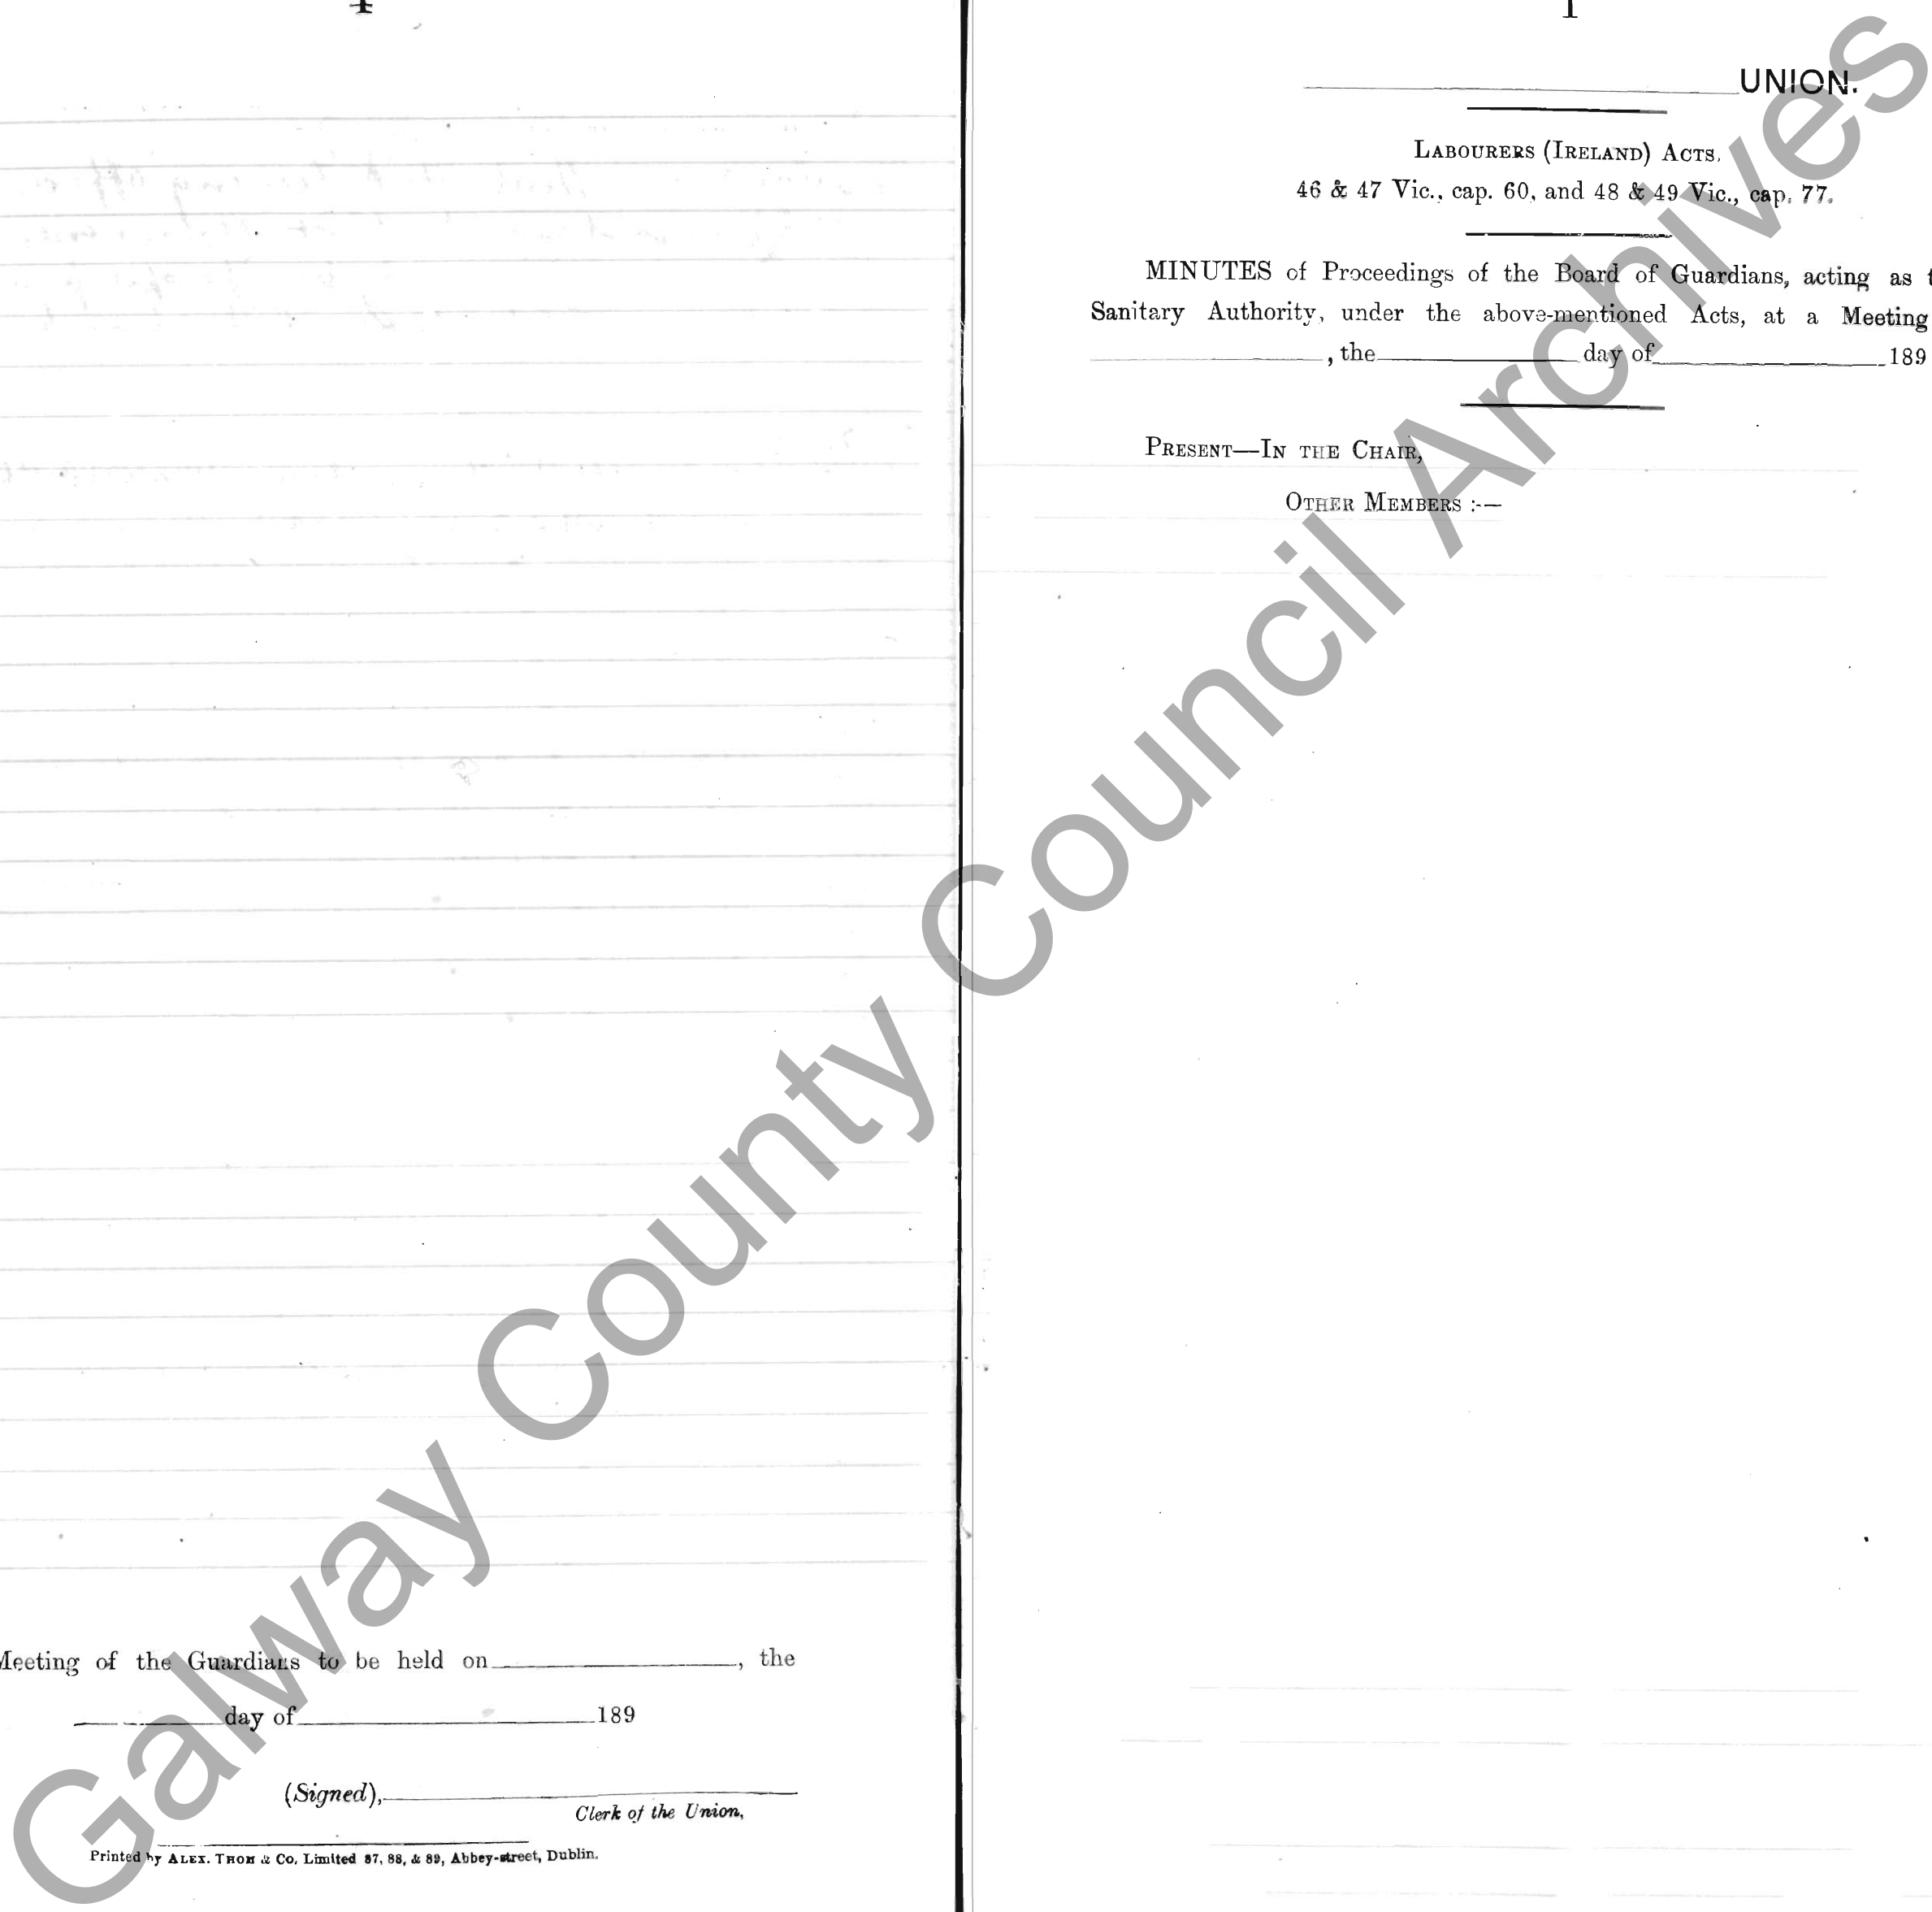 4
Meeting of the Guardians to be held on , the
day of 189
(Signed),
Clerk of the Union,
Printed by ALEX. THOM & Co, Limited 87, 88, & 89, Abbey-street, Dublin.
1
UNION.
LABOURERS (IRELAND) ACTS,
46 & 47 Vic., cap. 60, and 48 & 49 Vic., cap. 77.
MINUTES of Proceedings of the Board of Guardians, acting as t
Sanitary Authority, under the above-mentioned Acts, at a Meeting
, the day of 189
PRESENT—IN THE CHAIR,
OTHER MEMBERS :—
Galway County Council Archives